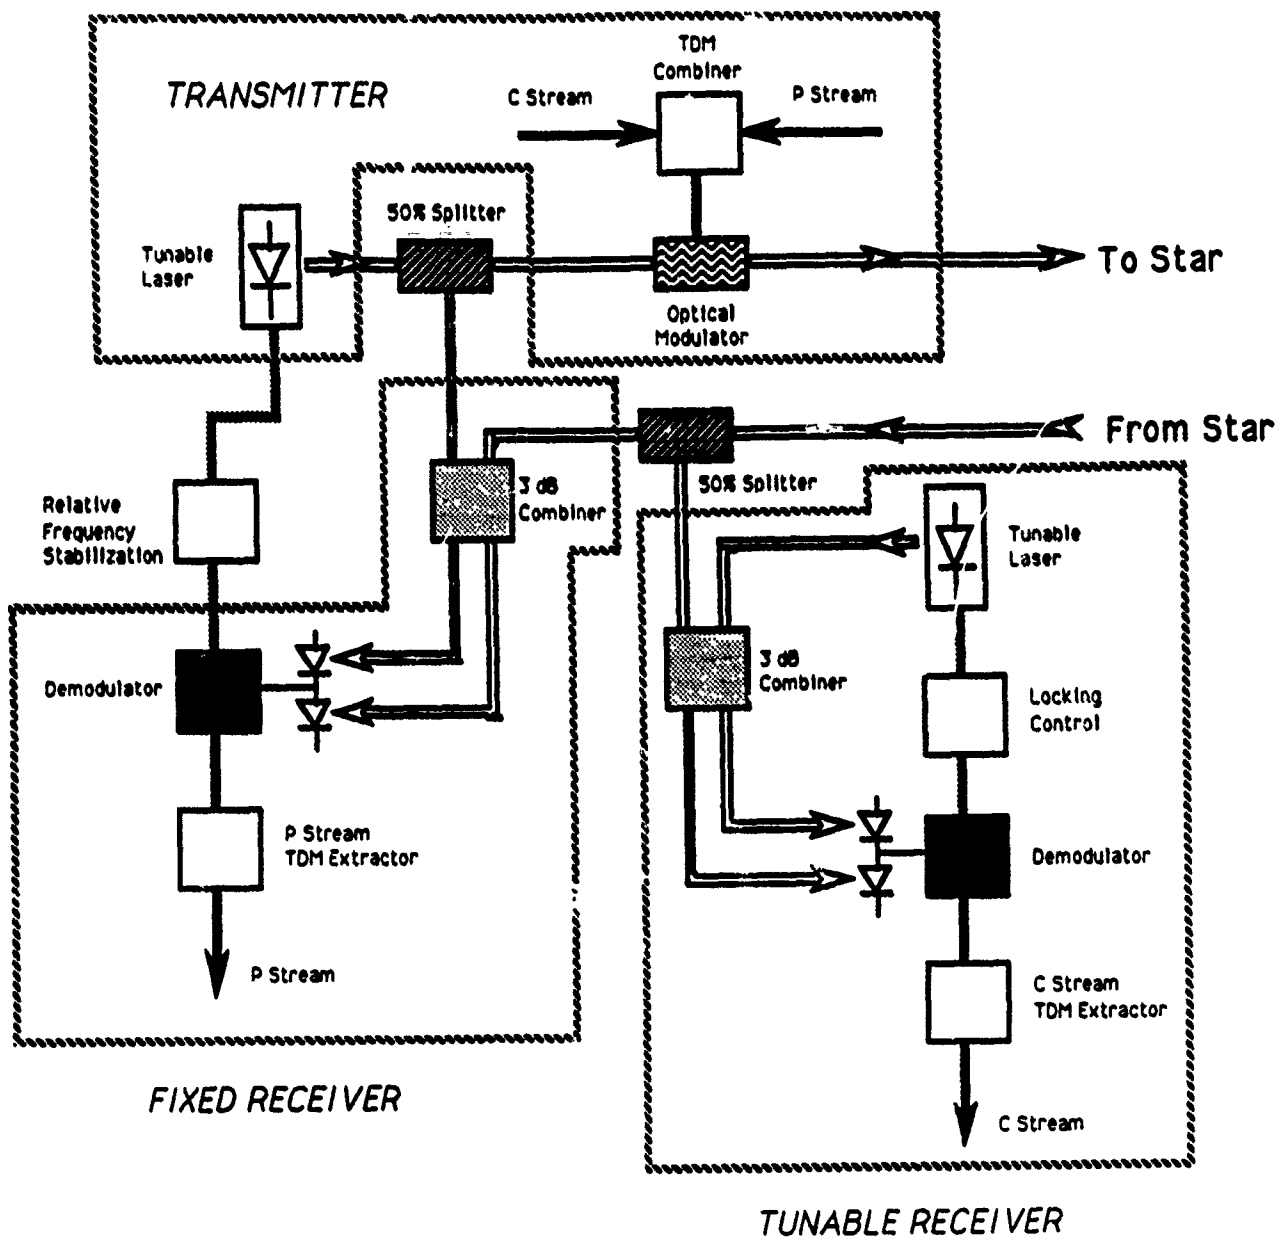 TRANSMITTER
TDM
Combiner
C Stream
P Stream
50% Splitter
Tunable
Laser
To Star
Optical
Modulator
From Star
50% Splitter
3 dB
Combiner
Relative
Frequency
Stabilization
Tunable
Laser
3 dB
Combiner
Demodulator
Locking
Control
P Stream
TDM Extractor
Demodulator
P Stream
C Stream
TDM Extractor
FIXED RECEIVER
C Stream
TUNABLE RECEIVER